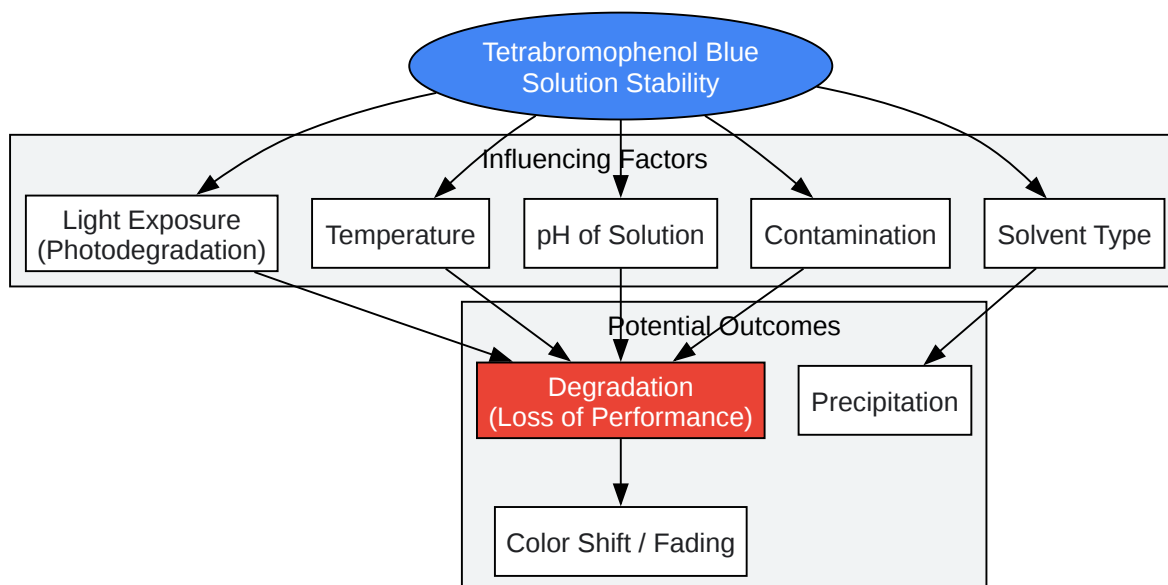 Tetrabromophenol Blue
Solution Stability
Influencing Factors
Light Exposure
(Photodegradation)
Temperature
pH of Solution
Contamination
Solvent Type
Potential Outcomes
Degradation
(Loss of Performance)
Precipitation
Color Shift / Fading